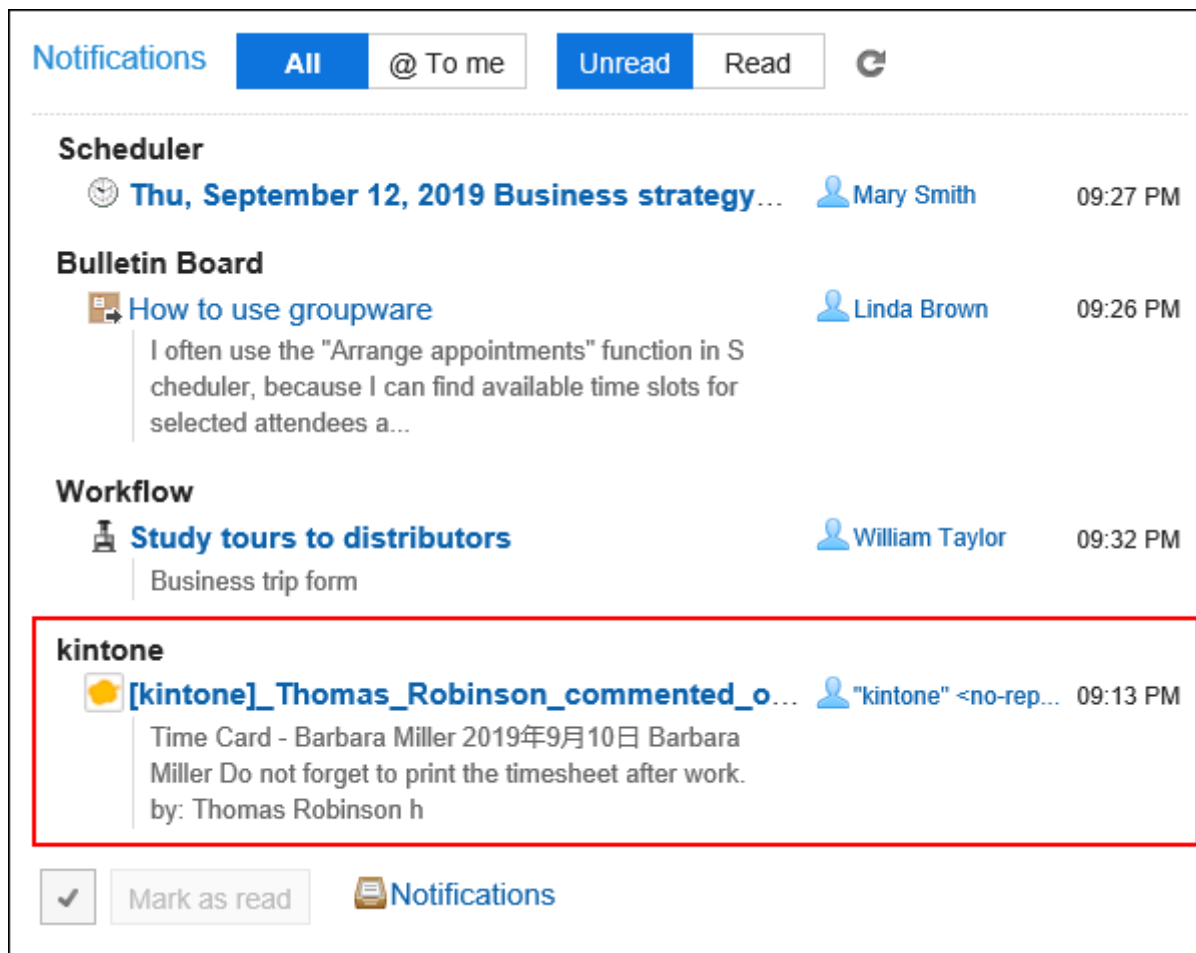 Notifications All @ To me Unread Read
Scheduler
Thu, September 12, 2019 Business strategy... Mary Smith 09:27 PM
Bulletin Board
How to use groupware Linda Brown 09:26 PM
I often use the "Arrange appointments" function in S
cheduler, because I can find available time slots for
selected attendees a...
Workflow
Study tours to distributors William Taylor 09:32 PM
Business trip form
kintone
[kintone]_Thomas_Robinson_commented_o... "kintone" <no-rep... 09:13 PM
Time Card - Barbara Miller 2019年9月10日 Barbara
Miller Do not forget to print the timesheet after work.
by: Thomas Robinson h
Mark as read Notifications